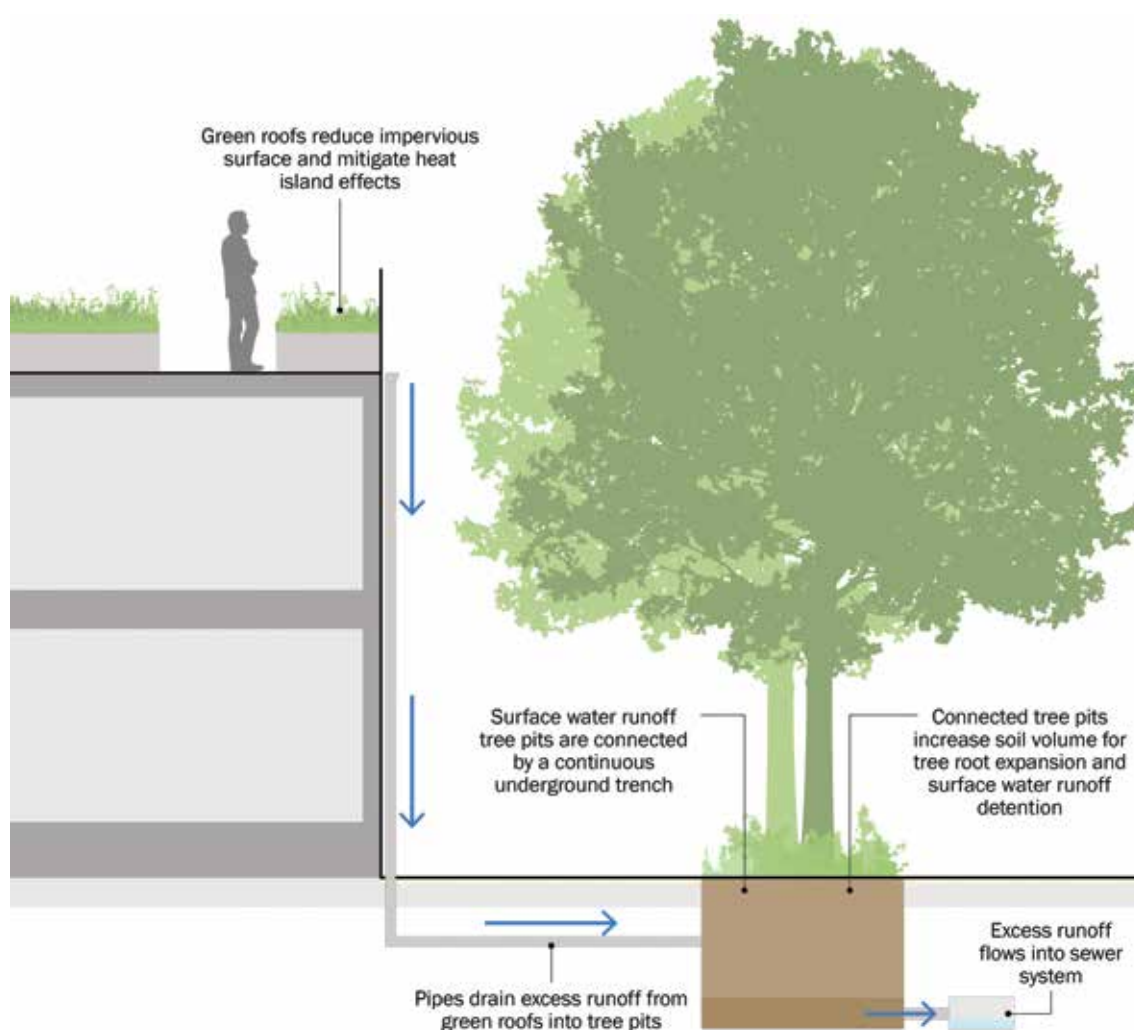 Green roofs reduce impervious
surface and mitigate heat
island effects
Surface water runoff
tree pits are connected
by a continuous
underground trench
Connected tree pits
increase soil volume for
tree root expansion and
surface water runoff
detention
Excess runoff
flows into sewer
system
Pipes drain excess runoff from
green roofs into tree pits